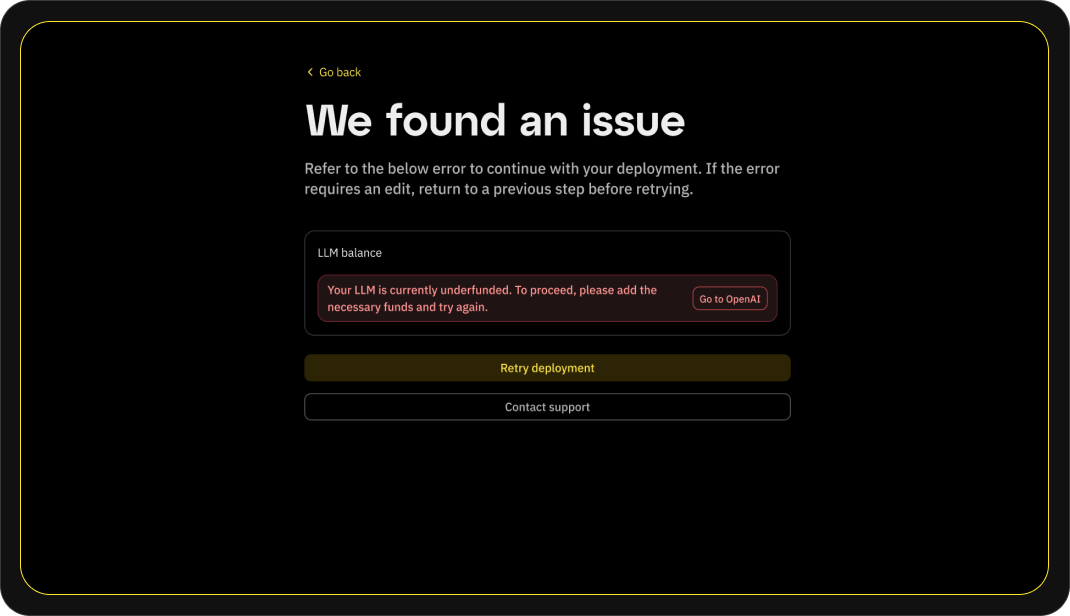 Go back
We found an issue
Refer to the below error to continue with your deployment. If the error
requires an edit, return to a previous step before retrying.
LLM balance
Your LLM is currently underfunded. To proceed, please add the
necessary funds and try again.
Go to OpenAI
Retry deployment
Contact support